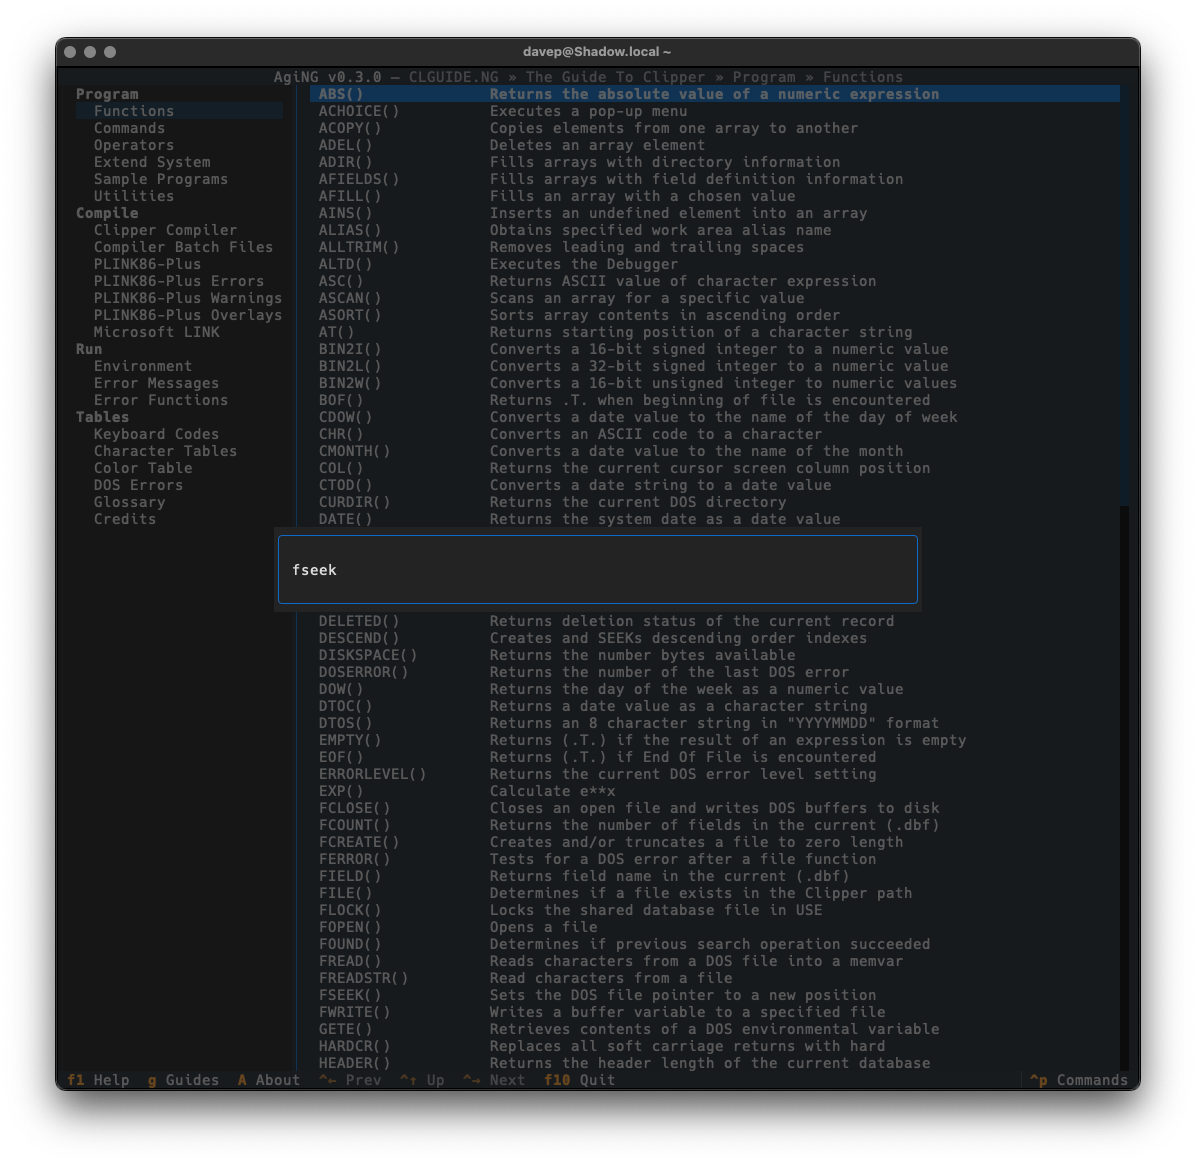 davep@Shadow.local ~
AgiNG v0.3.0 — CLGUIDE.NG » The Guide To Clipper » Program » Functions
Program
Functions
Commands
Operators
Extend System
Sample Programs
Utilities
Compile
Clipper Compiler
Compiler Batch Files
PLINK86-Plus
PLINK86-Plus Errors
PLINK86-Plus Warnings
PLINK86-Plus Overlays
Microsoft LINK
Run
Environment
Error Messages
Error Functions
Tables
Keyboard Codes
Character Tables
Color Table
DOS Errors
Glossary
Credits
ABS() Returns the absolute value of a numeric expression
ACHOICE() Executes a pop-up menu
ACOPY() Copies elements from one array to another
ADEL() Deletes an array element
ADIR() Fills arrays with directory information
AFIELDS() Fills arrays with field definition information
AFILL() Fills an array with a chosen value
AINS() Inserts an undefined element into an array
ALIAS() Obtains specified work area alias name
ALLTRIM() Removes leading and trailing spaces
ALTD() Executes the Debugger
ASC() Returns ASCII value of character expression
ASCAN() Scans an array for a specific value
ASORT() Sorts array contents in ascending order
AT() Returns starting position of a character string
BIN2I() Converts a 16-bit signed integer to a numeric value
BIN2L() Converts a 32-bit signed integer to a numeric value
BIN2W() Converts a 16-bit unsigned integer to numeric values
BOF() Returns .T. when beginning of file is encountered
CDOW() Converts a date value to the name of the day of week
CHR() Converts an ASCII code to a character
CMONTH() Converts a date value to the name of the month
COL() Returns the current cursor screen column position
CTOD() Converts a date string to a date value
CURDIR() Returns the current DOS directory
DATE() Returns the system date as a date value
fseek
DELETED() Returns deletion status of the current record
DESCEND() Creates and SEEKs descending order indexes
DISKSPACE() Returns the number bytes available
DOSERROR() Returns the number of the last DOS error
DOW() Returns the day of the week as a numeric value
DTOC() Returns a date value as a character string
DTOS() Returns an 8 character string in "YYYYMMDD" format
EMPTY() Returns (.T.) if the result of an expression is empty
EOF() Returns (.T.) if End Of File is encountered
ERRORLEVEL() Returns the current DOS error level setting
EXP() Calculate e**x
FCLOSE() Closes an open file and writes DOS buffers to disk
FCOUNT() Returns the number of fields in the current (.dbf)
FCREATE() Creates and/or truncates a file to zero length
FERROR() Tests for a DOS error after a file function
FIELD() Returns field name in the current (.dbf)
FILE() Determines if a file exists in the Clipper path
FLOCK() Locks the shared database file in USE
FOPEN() Opens a file
FOUND() Determines if previous search operation succeeded
FREAD() Reads characters from a DOS file into a memvar
FREADSTR() Read characters from a file
FSEEK() Sets the DOS file pointer to a new position
FWRITE() Writes a buffer variable to a specified file
GETE() Retrieves contents of a DOS environmental variable
HARDCR() Replaces all soft carriage returns with hard
HEADER() Returns the header length of the current database
f1 Help g Guides A About ^← Prev ^↑ Up ^→ Next f10 Quit ^p Commands